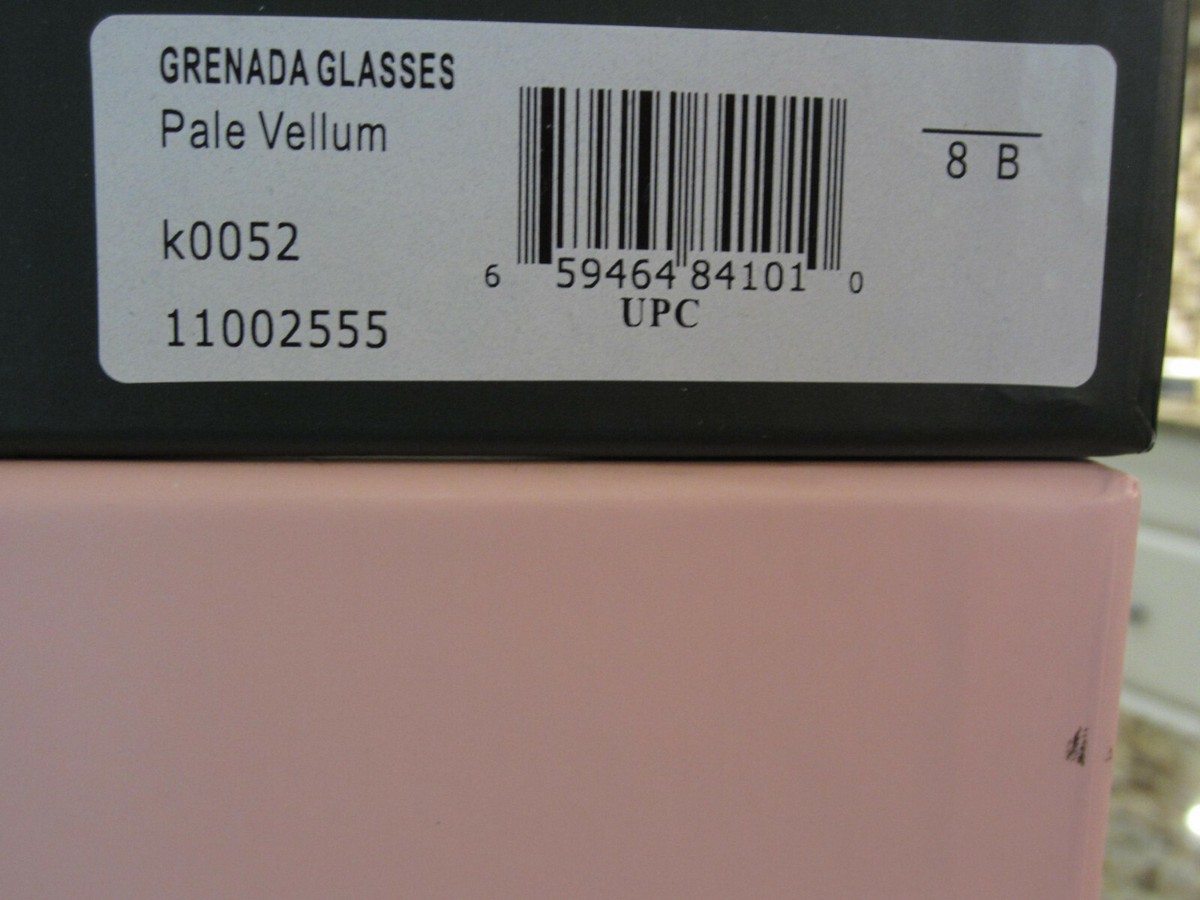 GRENADA GLASSES
Pale Vellum
k0052
11002555
6 59464 84101 0
UPC
8 B